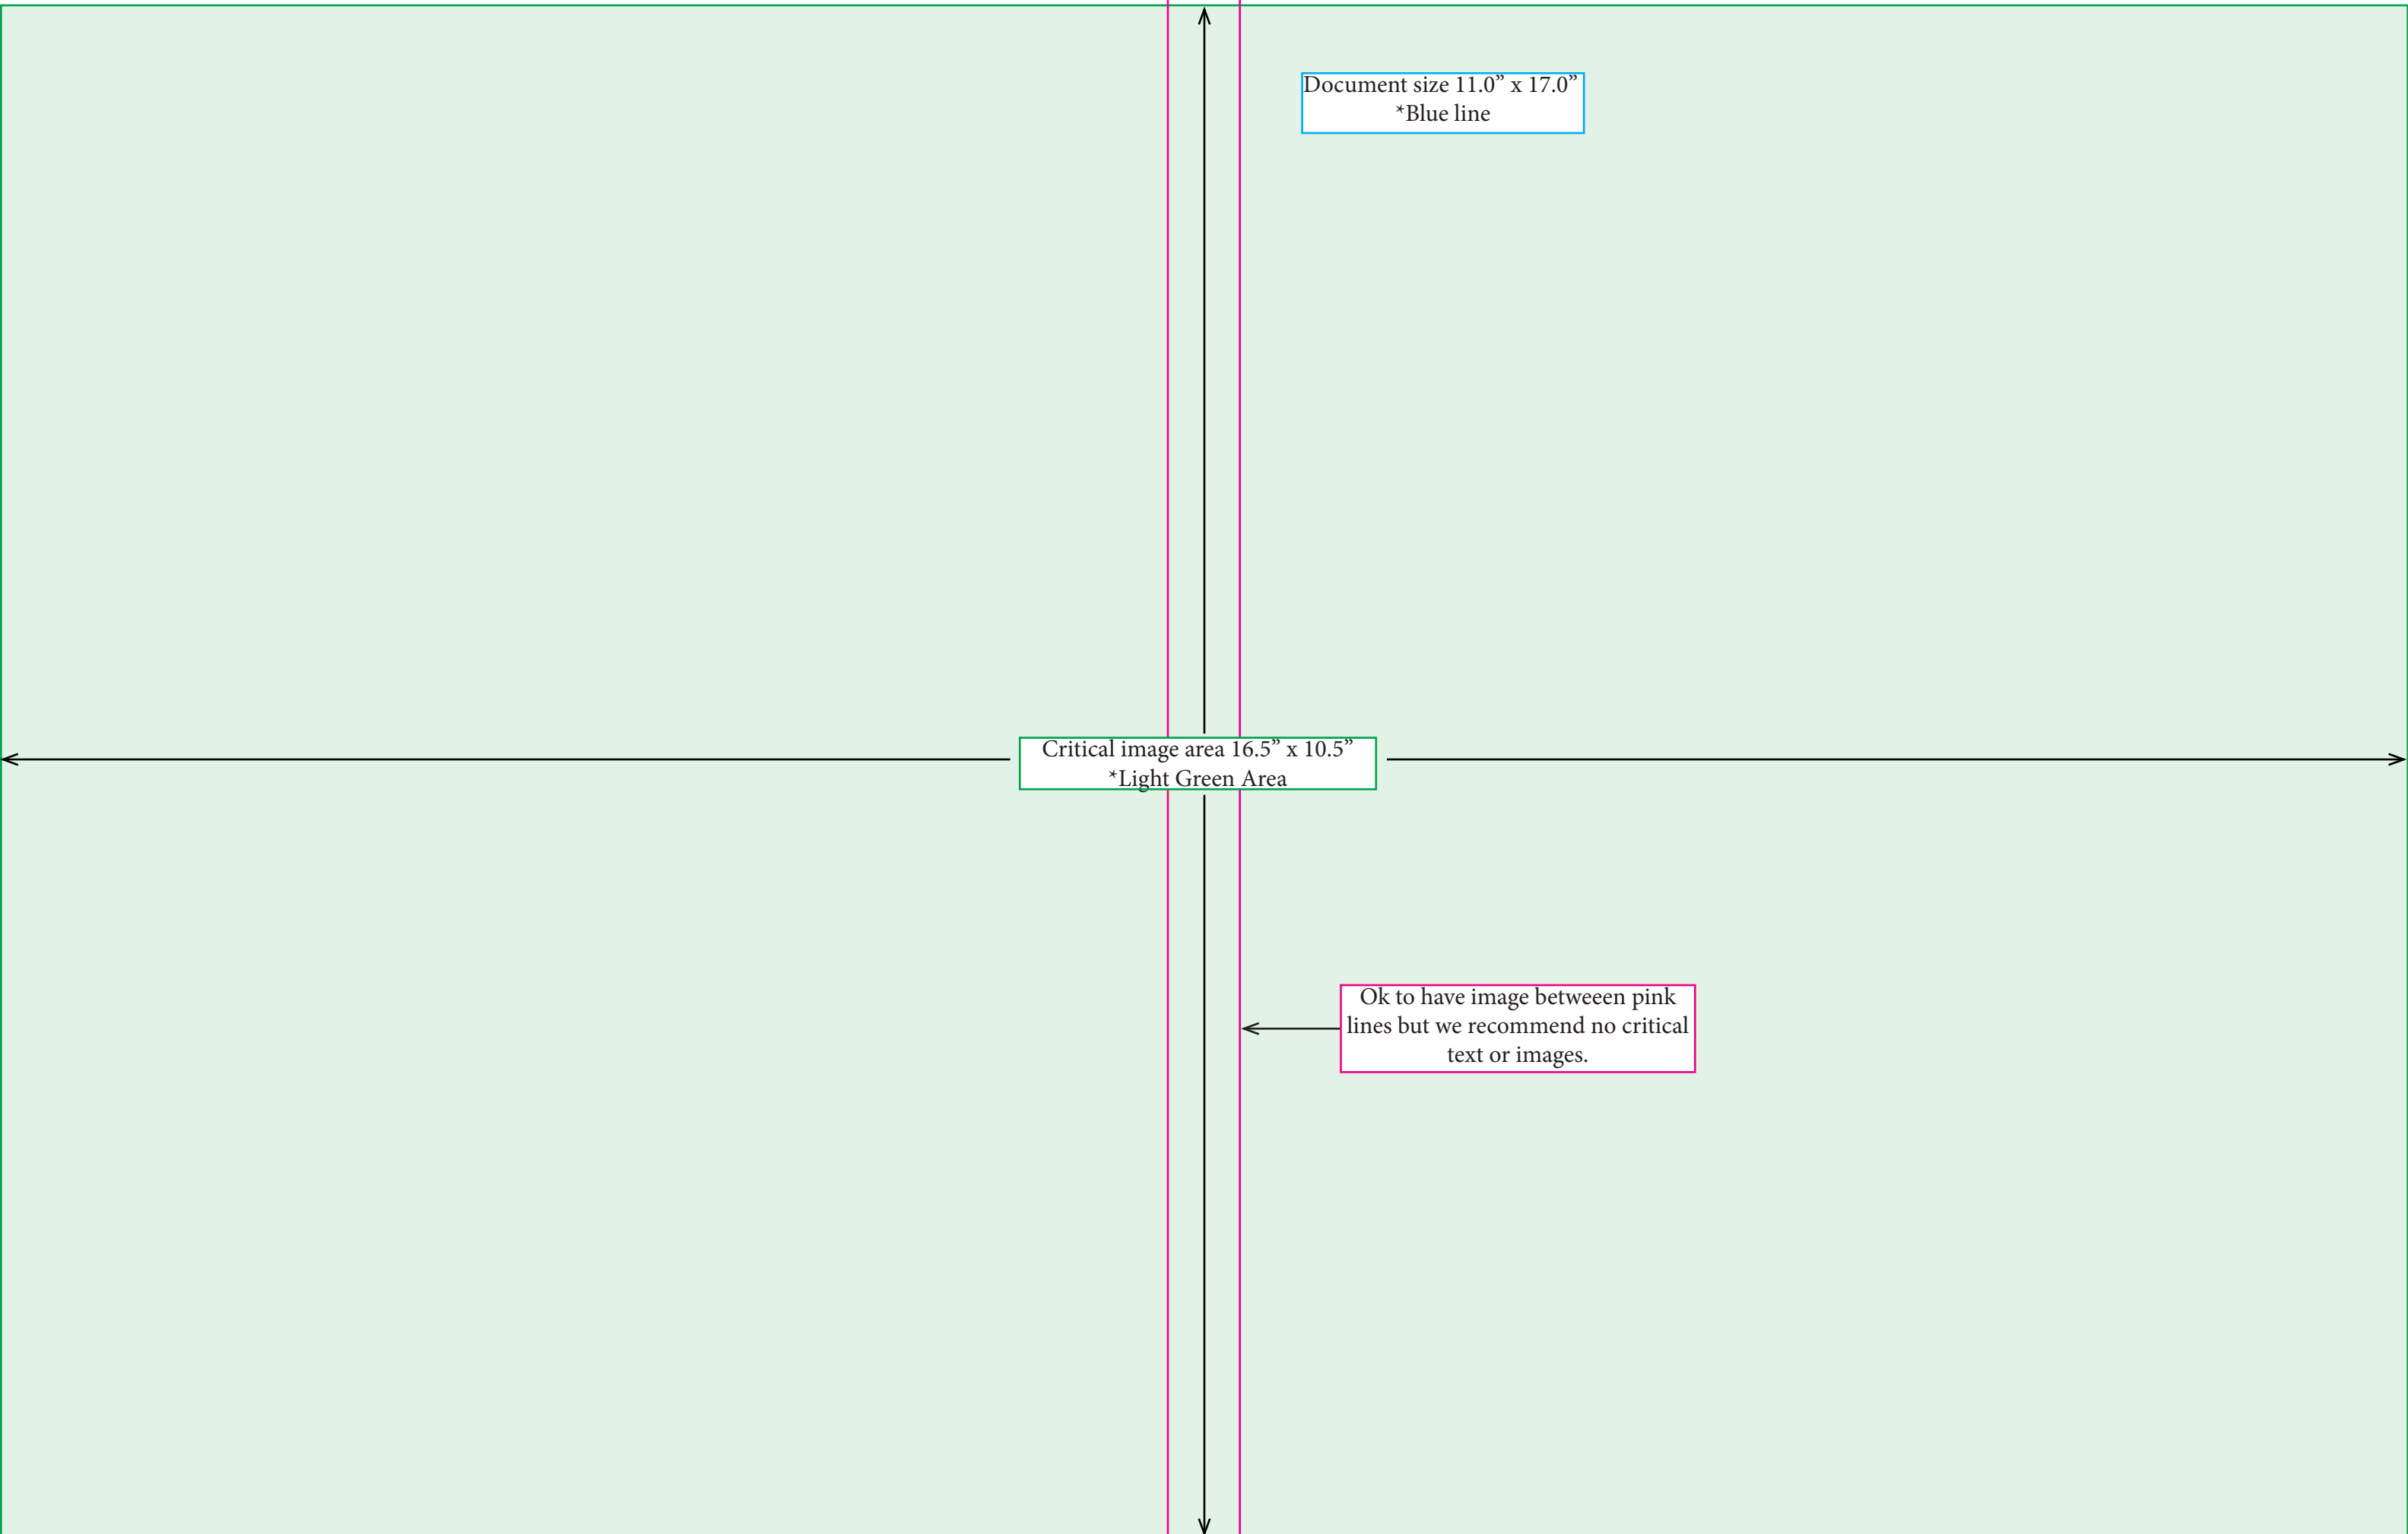 Document size 11.0” x 17.0”
*Blue line
Critical image area 16.5” x 10.5”
*Light Green Area
Ok to have image betweeen pink
lines but we recommend no critical
text or images.